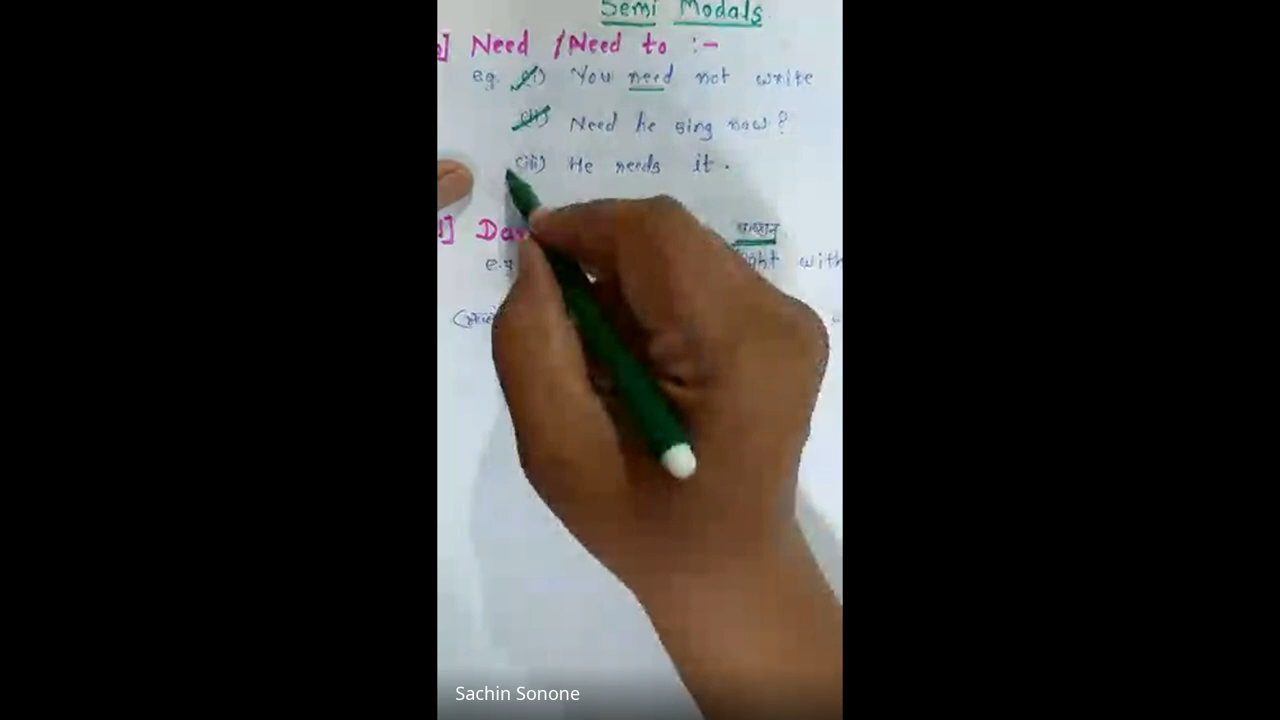 Semi Modals
] Need / Need to :-
eg. (i) You need not write
(ii) Need he sing now?
(iii) He needs it.
d] Dar
e.g with
Sachin Sonone